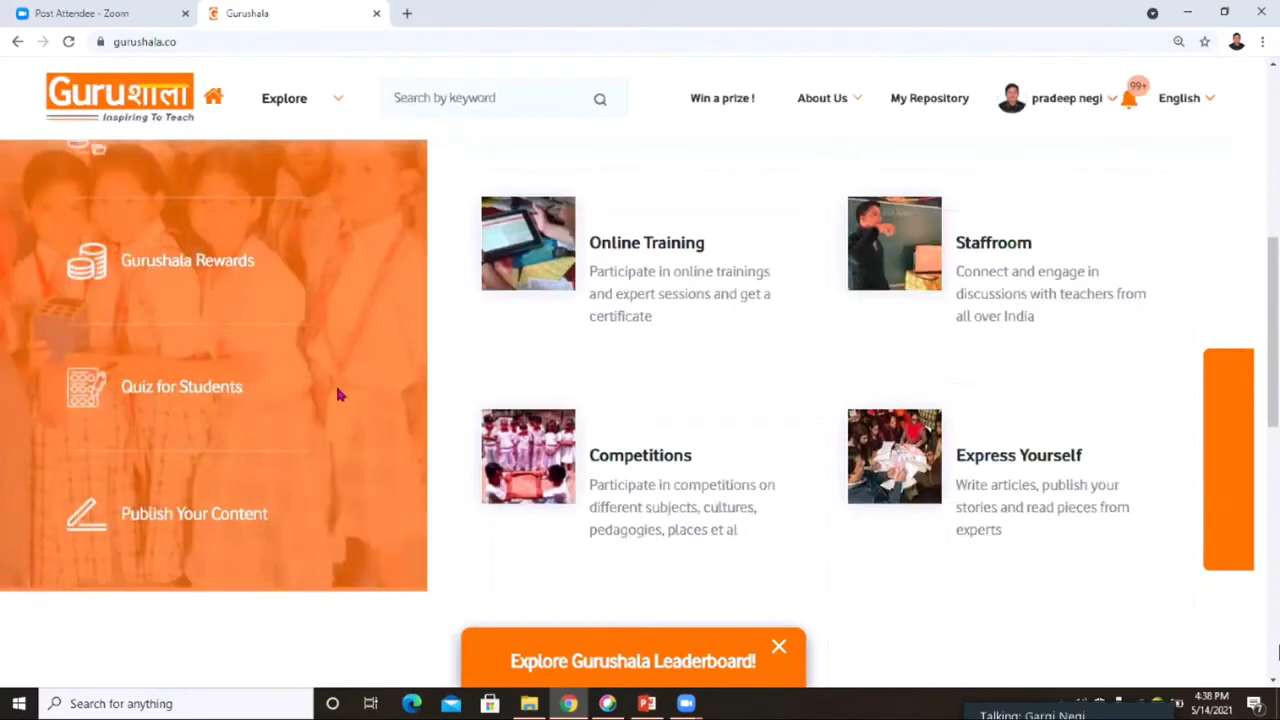 Post Attendee - Zoom
Gurushala
gurushala.co
Guruशाला
Inspiring To Teach
Explore
Search by keyword
Win a prize !
About Us
My Repository
pradeep negi
99+
English
Gurushala Rewards
Quiz for Students
Publish Your Content
Online Training
Participate in online trainings
and expert sessions and get a
certificate
Staffroom
Connect and engage in
discussions with teachers from
all over India
Competitions
Participate in competitions on
different subjects, cultures,
pedagogies, places et al
Express Yourself
Write articles, publish your
stories and read pieces from
experts
Explore Gurushala Leaderboard!
Search for anything
4:38 PM
5/14/2021
Talking: Gargi Negi